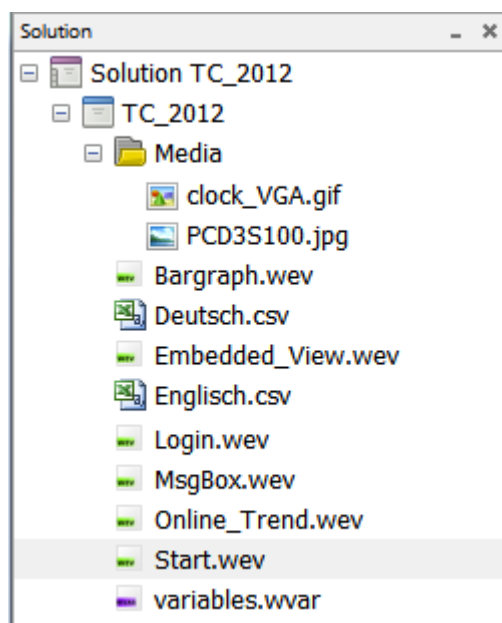 Solution
Solution TC_2012
TC_2012
Media
clock_VGA.gif
PCD3S100.jpg
Bargraph.wev
Deutsch.csv
Embedded_View.wev
Englisch.csv
Login.wev
MsgBox.wev
Online_Trend.wev
Start.wev
variables.wvar